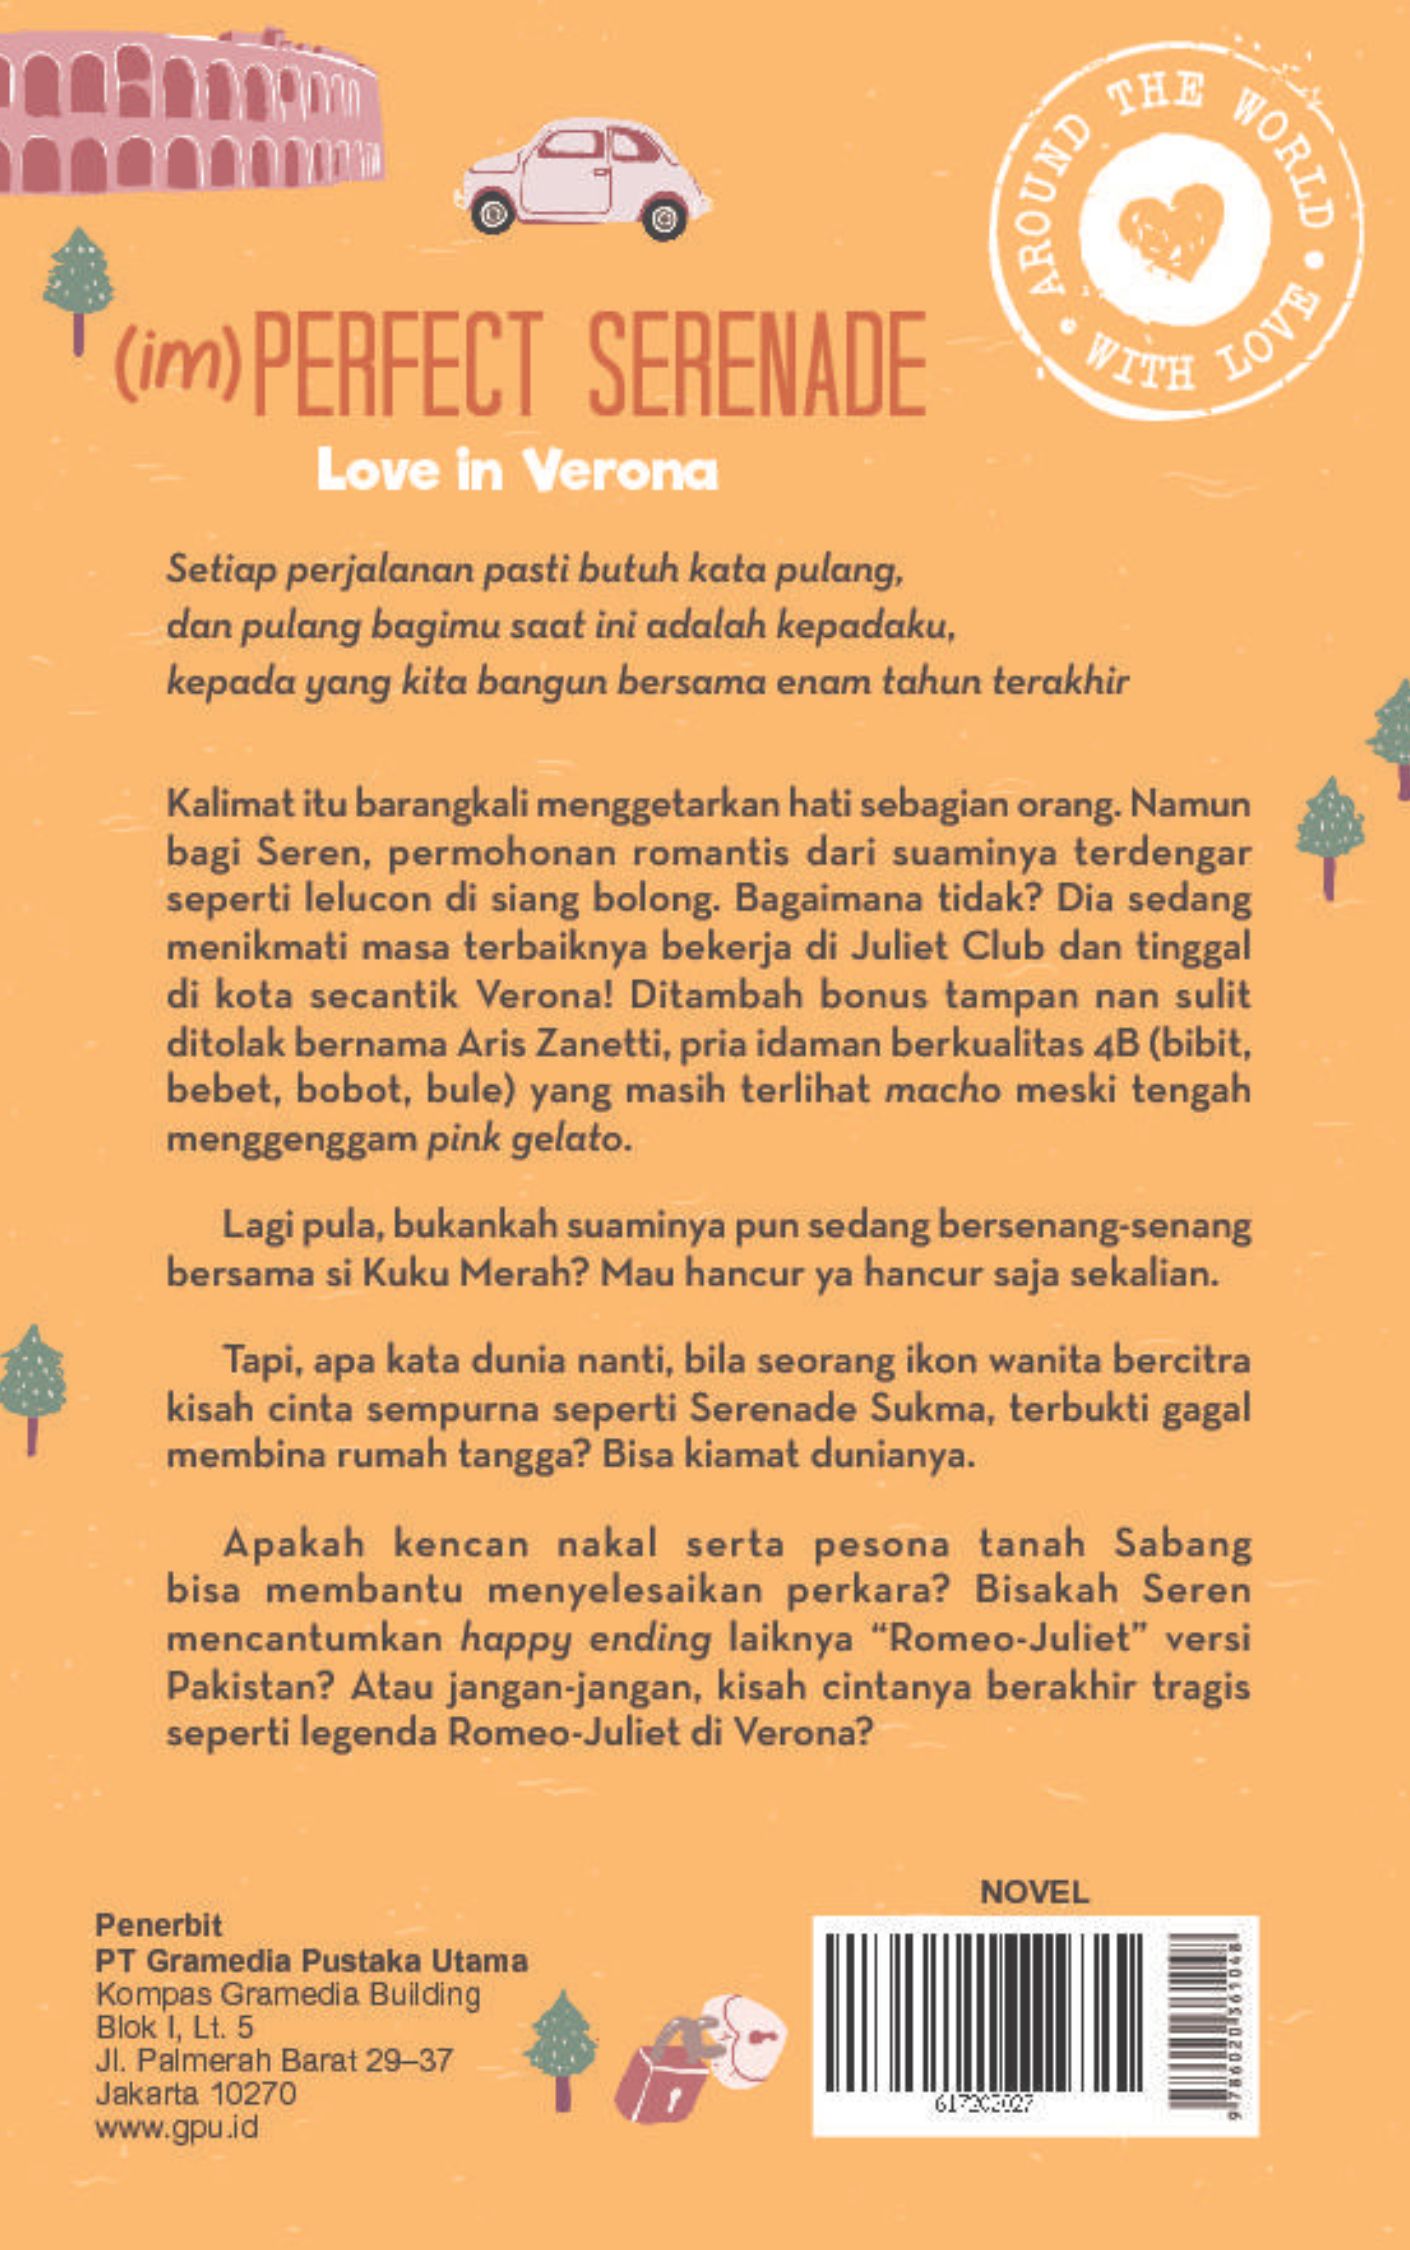 AROUND THE WORLD
• WITH LOVE •
(im)PERFECT SERENADE
Love in Verona
Setiap perjalanan pasti butuh kata pulang,
dan pulang bagimu saat ini adalah kepadaku,
kepada yang kita bangun bersama enam tahun terakhir
Kalimat itu barangkali menggetarkan hati sebagian orang. Namun
bagi Seren, permohonan romantis dari suaminya terdengar
seperti lelucon di siang bolong. Bagaimana tidak? Dia sedang
menikmati masa terbaiknya bekerja di Juliet Club dan tinggal
di kota secantik Verona! Ditambah bonus tampan nan sulit
ditolak bernama Aris Zanetti, pria idaman berkualitas 4B (bibit,
bebet, bobot, bule) yang masih terlihat macho meski tengah
menggenggam pink gelato.
Lagi pula, bukankah suaminya pun sedang bersenang-senang
bersama si Kuku Merah? Mau hancur ya hancur saja sekalian.
Tapi, apa kata dunia nanti, bila seorang ikon wanita bercitra
kisah cinta sempurna seperti Serenade Sukma, terbukti gagal
membina rumah tangga? Bisa kiamat dunianya.
Apakah kencan nakal serta pesona tanah Sabang
bisa membantu menyelesaikan perkara? Bisakah Seren
mencantumkan happy ending laiknya “Romeo-Juliet” versi
Pakistan? Atau jangan-jangan, kisah cintanya berakhir tragis
seperti legenda Romeo-Juliet di Verona?
Penerbit
PT Gramedia Pustaka Utama
Kompas Gramedia Building
Blok I, Lt. 5
Jl. Palmerah Barat 29–37
Jakarta 10270
www.gpu.id
NOVEL
617202027
9786020361048